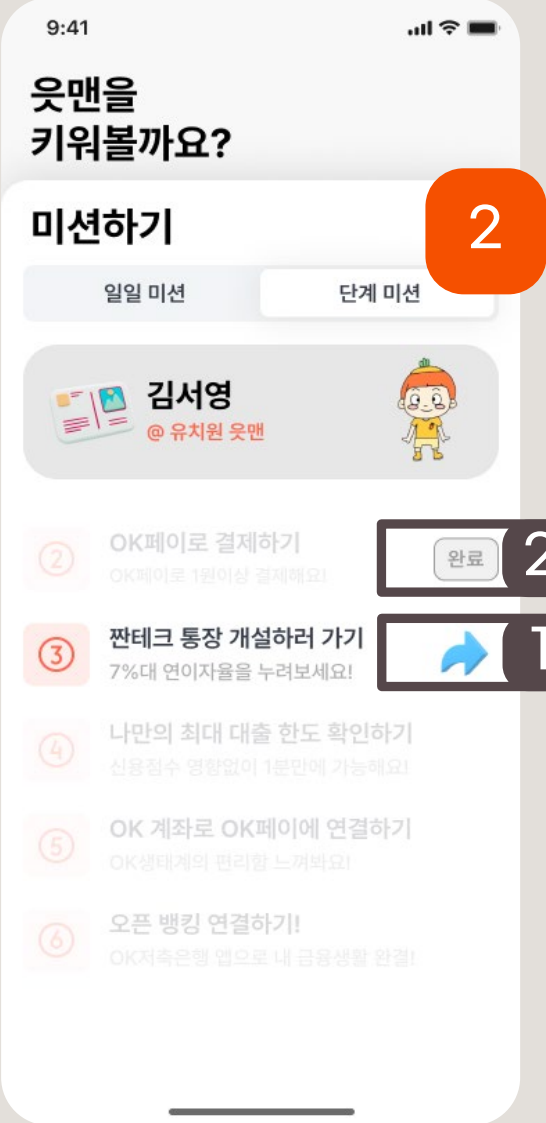 9:41
읏맨을
키워볼까요?
미션하기
2
일일 미션
단계 미션
김서영
@ 유치원 읏맨
② OK페이로 결제하기
OK페이로 1원이상 결제해요!
완료
2
③ 짠테크 통장 개설하러 가기
7%대 연이자율을 누려보세요!
1
④ 나만의 최대 대출 한도 확인하기
신용점수 영향없이 1분만에 가능해요!
⑤ OK 계좌로 OK페이에 연결하기
OK생태계의 편리함 느껴봐요!
⑥ 오픈 뱅킹 연결하기!
OK저축은행 앱으로 내 금융생활 완결!